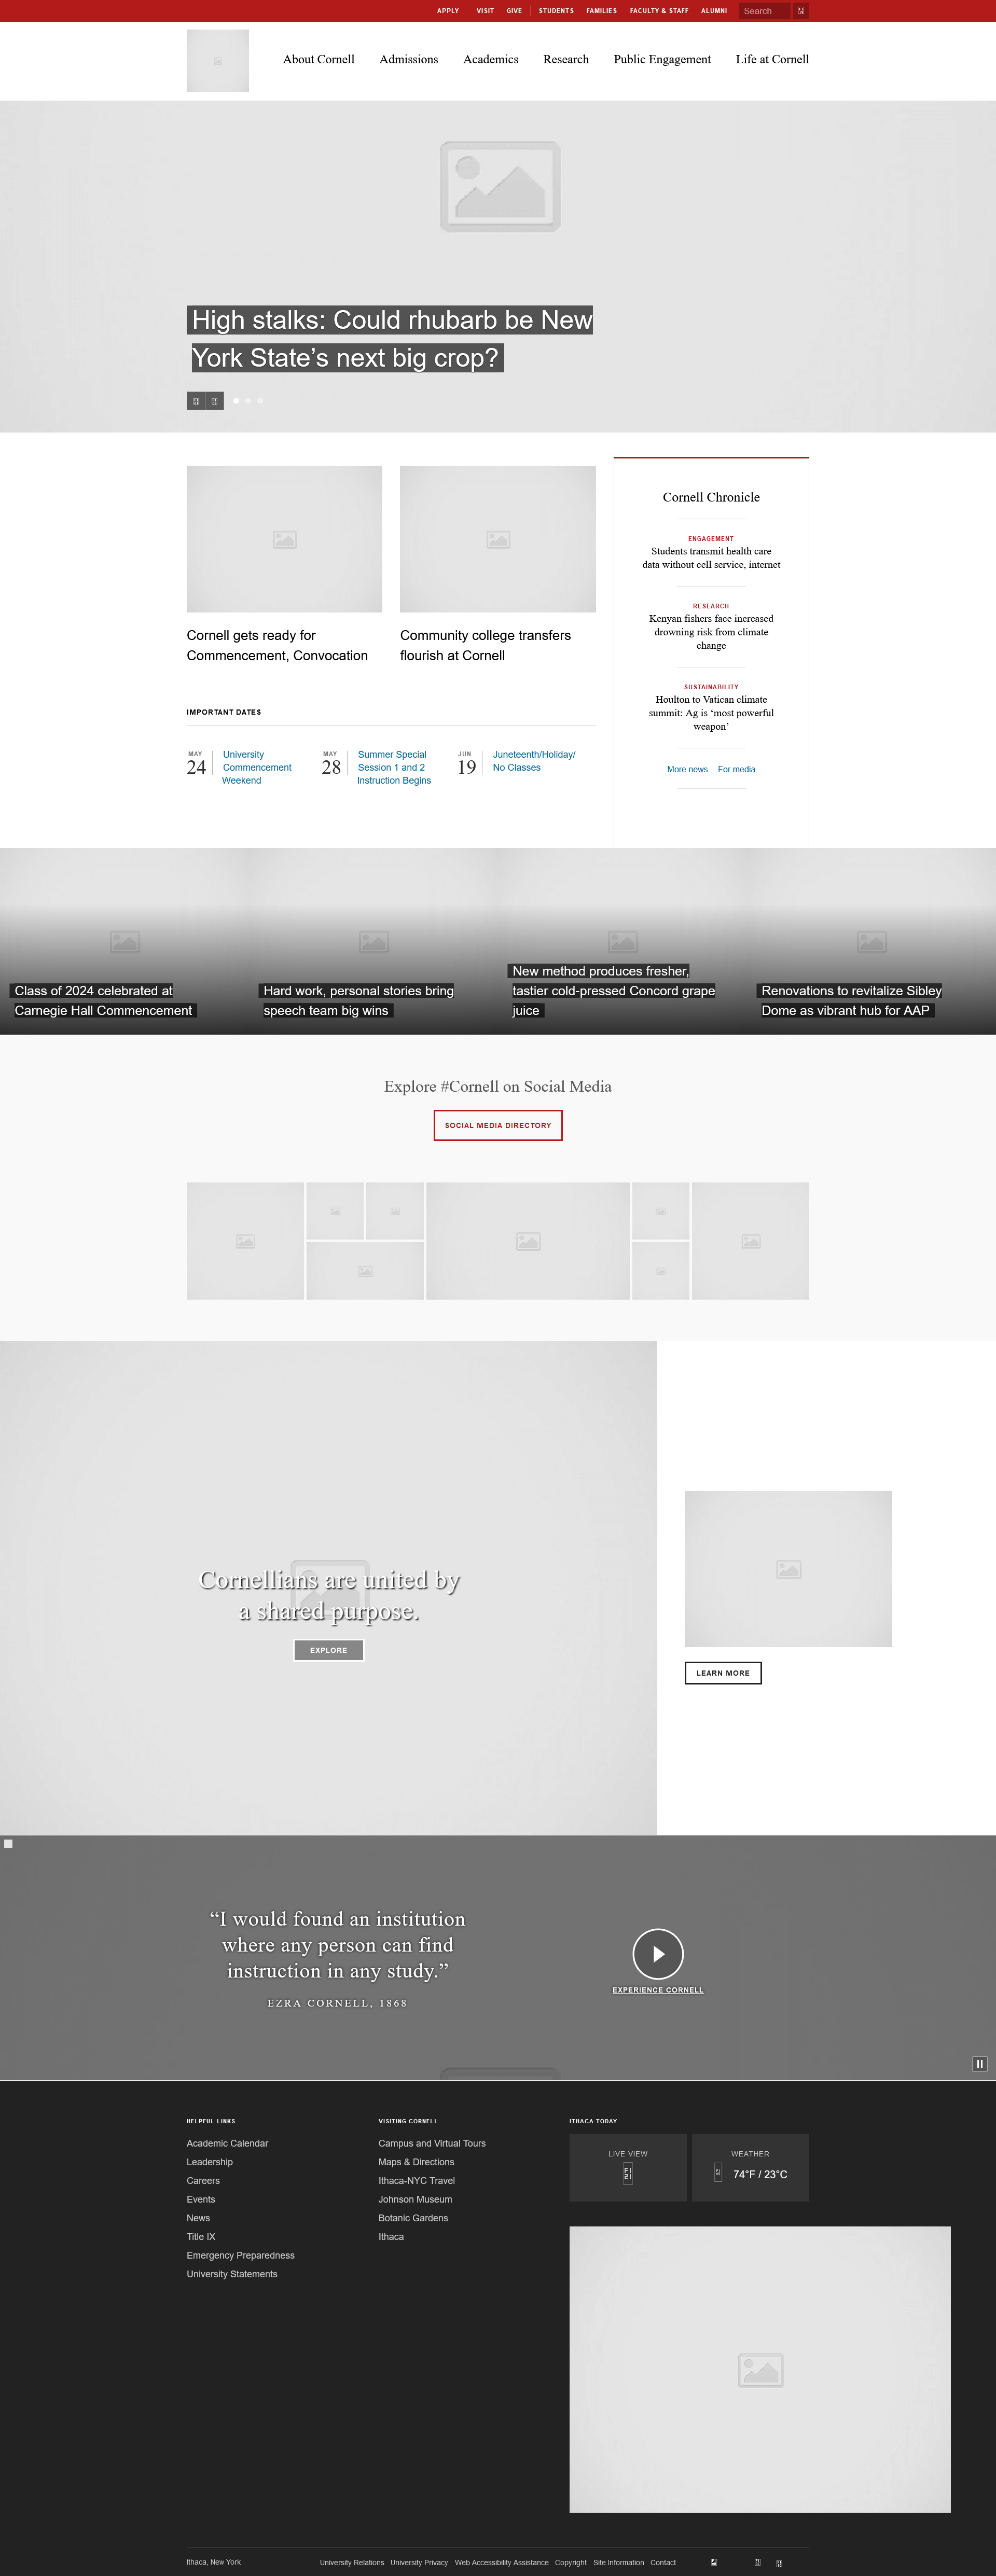 APPLY VISIT GIVE STUDENTS FAMILIES FACULTY & STAFF ALUMNI Search
About Cornell Admissions Academics Research Public Engagement Life at Cornell
High stalks: Could rhubarb be New
York State’s next big crop?
Cornell gets ready for
Commencement, Convocation
Community college transfers
flourish at Cornell
IMPORTANT DATES
MAY
24
University
Commencement
Weekend
MAY
28
Summer Special
Session 1 and 2
Instruction Begins
JUN
19
Juneteenth/Holiday/
No Classes
Cornell Chronicle
ENGAGEMENT
Students transmit health care
data without cell service, internet
RESEARCH
Kenyan fishers face increased
drowning risk from climate
change
SUSTAINABILITY
Houlton to Vatican climate
summit: Ag is ‘most powerful
weapon’
More news For media
Class of 2024 celebrated at
Carnegie Hall Commencement
Hard work, personal stories bring
speech team big wins
New method produces fresher,
tastier cold-pressed Concord grape
juice
Renovations to revitalize Sibley
Dome as vibrant hub for AAP
Explore #Cornell on Social Media
SOCIAL MEDIA DIRECTORY
Cornellians are united by
a shared purpose.
EXPLORE
LEARN MORE
“I would found an institution
where any person can find
instruction in any study.”
EZRA CORNELL, 1868
EXPERIENCE CORNELL
HELPFUL LINKS
Academic Calendar
Leadership
Careers
Events
News
Title IX
Emergency Preparedness
University Statements
VISITING CORNELL
Campus and Virtual Tours
Maps & Directions
Ithaca-NYC Travel
Johnson Museum
Botanic Gardens
Ithaca
ITHACA TODAY
LIVE VIEW
WEATHER
74°F / 23°C
Ithaca, New York
University Relations University Privacy Web Accessibility Assistance Copyright Site Information Contact